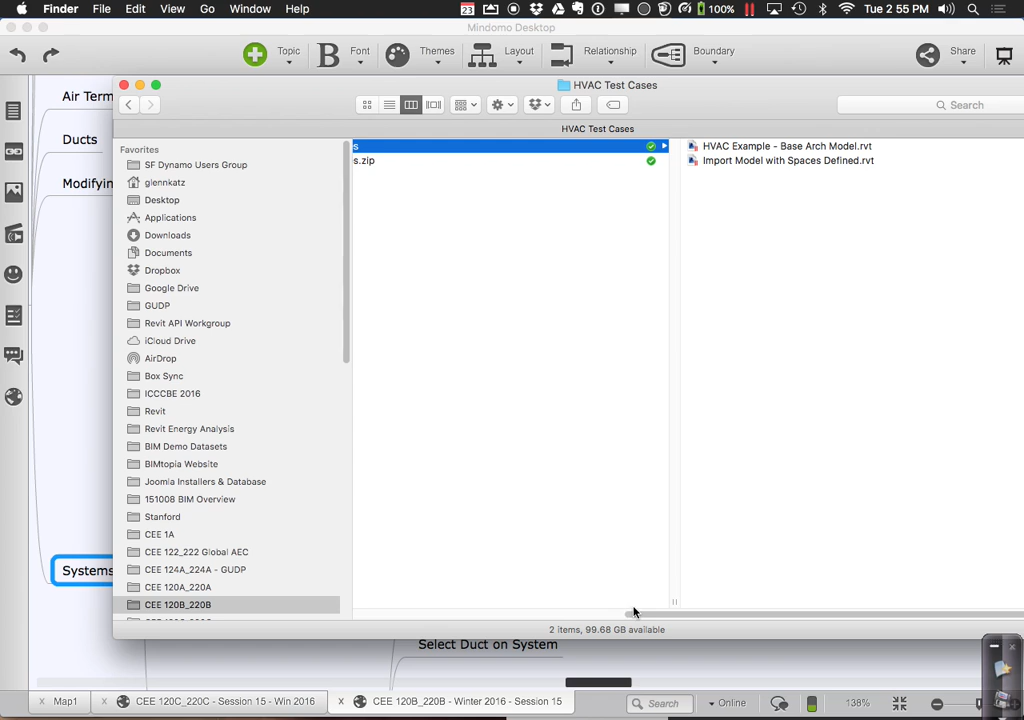 Finder File Edit View Go Window Help
23
100%
Tue 2 55 PM
Mindomo Desktop
Topic
B Font
Themes
Layout
Relationship
Boundary
Share
Air Term
Ducts
Modifyin
Systems
HVAC Test Cases
Search
HVAC Test Cases
Favorites
SF Dynamo Users Group
glennkatz
Desktop
Applications
Downloads
Documents
Dropbox
Google Drive
GUDP
Revit API Workgroup
iCloud Drive
AirDrop
Box Sync
ICCCBE 2016
Revit
Revit Energy Analysis
BIM Demo Datasets
BIMtopia Website
Joomla Installers & Database
151008 BIM Overview
Stanford
CEE 1A
CEE 122_222 Global AEC
CEE 124A_224A - GUDP
CEE 120A_220A
CEE 120B_220B
s
s.zip
HVAC Example - Base Arch Model.rvt
Import Model with Spaces Defined.rvt
2 items, 99.68 GB available
Select Duct on System
x Map1
x CEE 120C_220C - Session 15 - Win 2016
x CEE 120B_220B - Winter 2016 - Session 15
Search
Online
138%